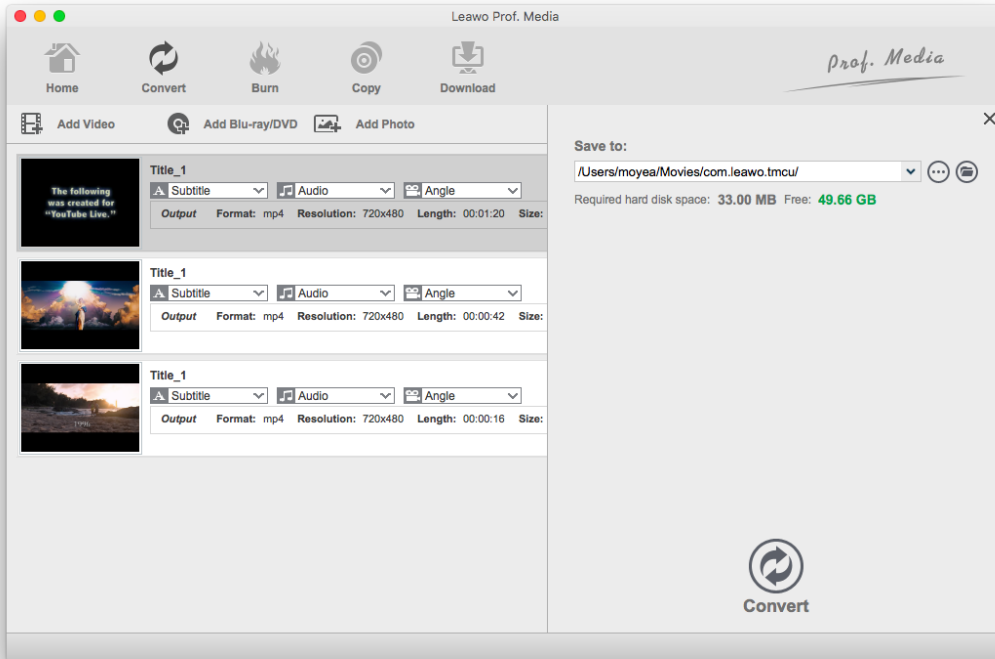 Leawo Prof. Media
Home Convert Burn Copy Download
Prof. Media
Add Video Add Blu-ray/DVD Add Photo
The following
was created for
"YouTube Live."
Title_1
A Subtitle Audio Angle
Output Format: mp4 Resolution: 720x480 Length: 00:01:20 Size:
Title_1
A Subtitle Audio Angle
Output Format: mp4 Resolution: 720x480 Length: 00:00:42 Size:
1996
Title_1
A Subtitle Audio Angle
Output Format: mp4 Resolution: 720x480 Length: 00:00:16 Size:
Save to:
/Users/moyea/Movies/com.leawo.tmcu/
Required hard disk space: 33.00 MB Free: 49.66 GB
Convert